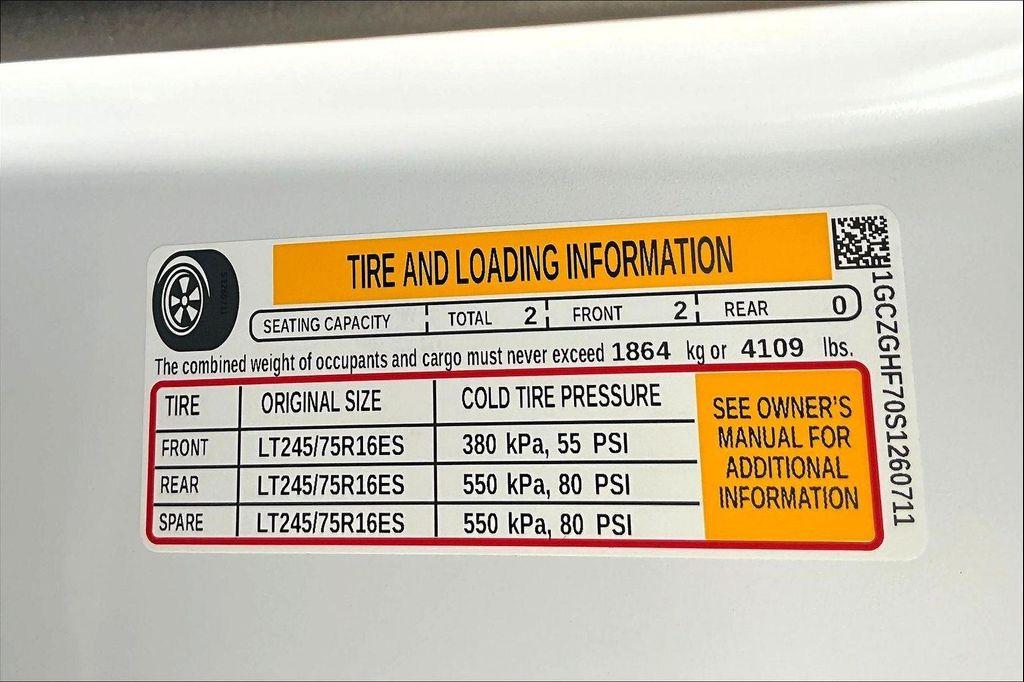 TIRE AND LOADING INFORMATION
SEATING CAPACITY TOTAL 2 FRONT 2 REAR 0
The combined weight of occupants and cargo must never exceed 1864 kg or 4109 lbs.
TIRE ORIGINAL SIZE COLD TIRE PRESSURE
FRONT LT245/75R16ES 380 kPa, 55 PSI
REAR LT245/75R16ES 550 kPa, 80 PSI
SPARE LT245/75R16ES 550 kPa, 80 PSI
SEE OWNER'S
MANUAL FOR
ADDITIONAL
INFORMATION
1GCZGHF70S1260711